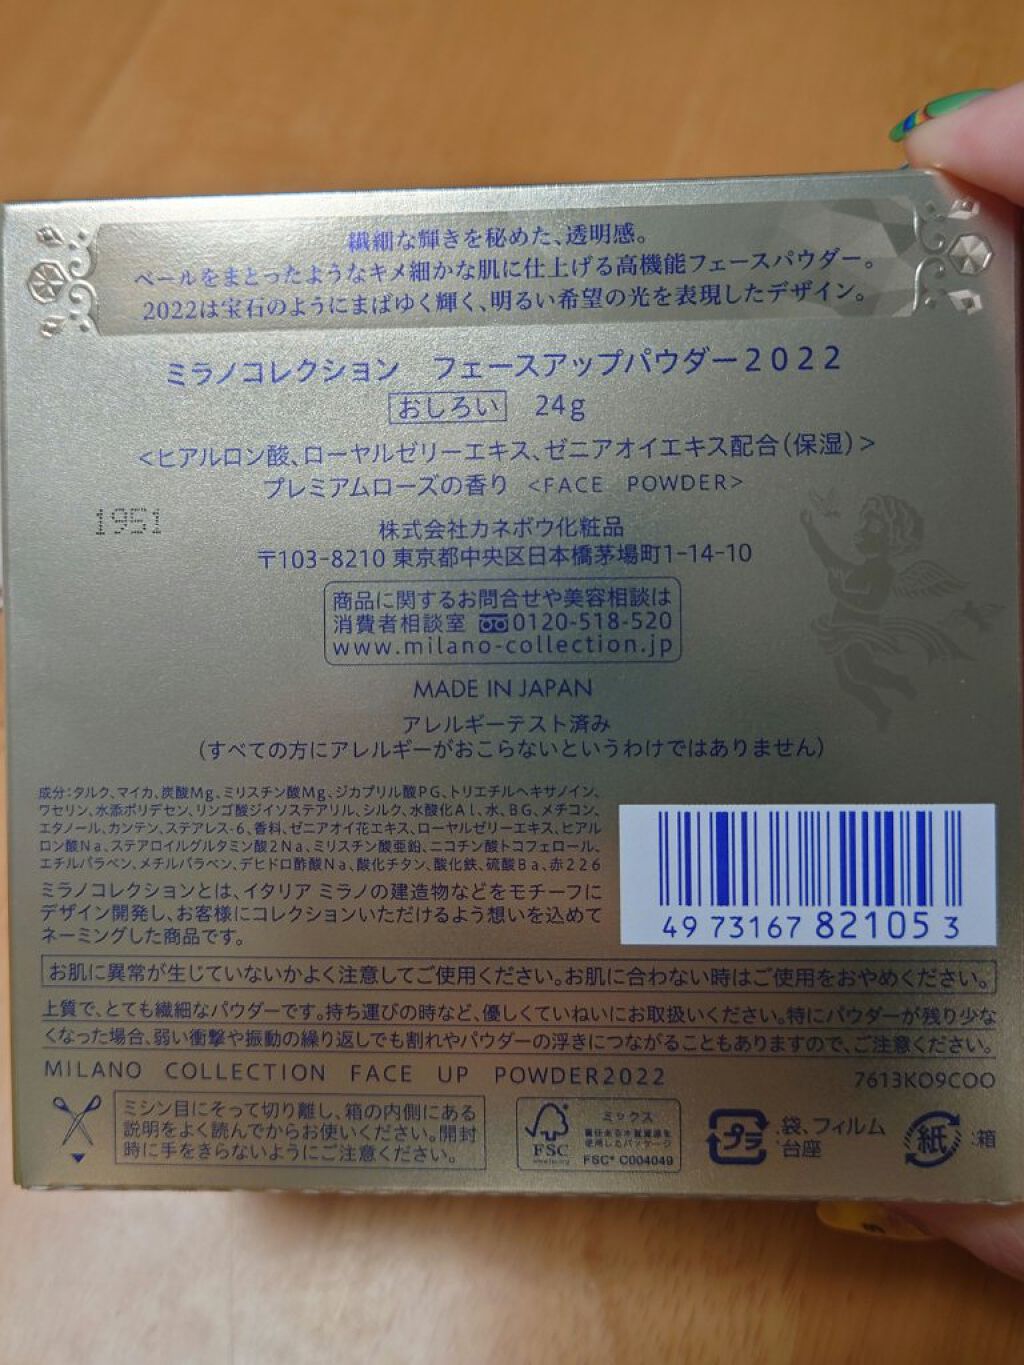 繊細な輝きを秘めた、透明感。
ベールをまとったようなキメ細かな肌に仕上げる高機能フェースパウダー。
2022は宝石のようにまばゆく輝く、明るい希望の光を表現したデザイン。
ミラノコレクション フェースアップパウダー2022
おしろい 24g
<ヒアルロン酸、ローヤルゼリーエキス、ゼニアオイエキス配合(保湿)>
プレミアムローズの香り <FACE POWDER>
1951
株式会社カネボウ化粧品
〒103-8210 東京都中央区日本橋茅場町1-14-10
商品に関するお問合せや美容相談は
消費者相談室 0120-518-520
www.milano-collection.jp
MADE IN JAPAN
アレルギーテスト済み
(すべての方にアレルギーがおこらないというわけではありません)
成分:タルク、マイカ、炭酸Mg、ミリスチン酸Mg、ジカプリル酸PG、トリエチルヘキサノイン、
ワセリン、水添ポリデセン、リンゴ酸ジイソステアリル、シルク、水酸化Al、水、BG、メチコン、
エタノール、カンテン、ステアレス-6、香料、ゼニアオイ花エキス、ローヤルゼリーエキス、ヒアル
ロン酸Na、ステアロイルグルタミン酸2Na、ミリスチン酸亜鉛、ニコチン酸トコフェロール、
エチルパラベン、メチルパラベン、デヒドロ酢酸Na、酸化チタン、酸化鉄、硫酸Ba、赤226
ミラノコレクションとは、イタリア ミラノの建造物などをモチーフに
デザイン開発し、お客様にコレクションいただけるよう想いを込めて
ネーミングした商品です。
49 73167 82105 3
お肌に異常が生じていないかよく注意してご使用ください。お肌に合わない時はご使用をおやめください。
上質で、とても繊細なパウダーです。持ち運びの時など、優しくていねいにお取扱いください。特にパウダーが残り少な
くなった場合、弱い衝撃や振動の繰り返しでも割れやパウダーの浮きにつながることもありますので、ご注意ください。
MILANO COLLECTION FACE UP POWDER2022
7613KO9COO
ミシン目にそって切り離し、箱の内側にある
説明をよく読んでからお使いください。開封
時に手をきらないようにご注意ください。
FSC
ミックス
責任ある木質資源を
使用したパッケージ
FSC® C004049
プラ
:袋、フィルム
台座
紙
:箱